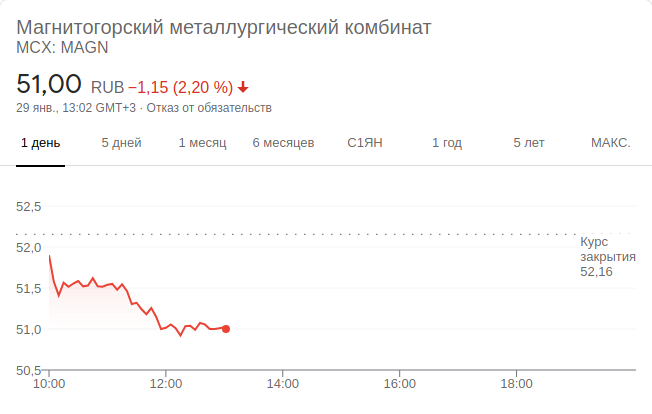 Магнитогорский металлургический комбинат
MCX: MAGN
51,00 RUB −1,15 (2,20 %)
29 янв., 13:02 GMT+3 · Отказ от обязательств
1 день 5 дней 1 месяц 6 месяцев С1ЯН 1 год 5 лет МАКС.
52,5
52,0
51,5
51,0
50,5
Курс
закрытия
52,16
10:00 12:00 14:00 16:00 18:00